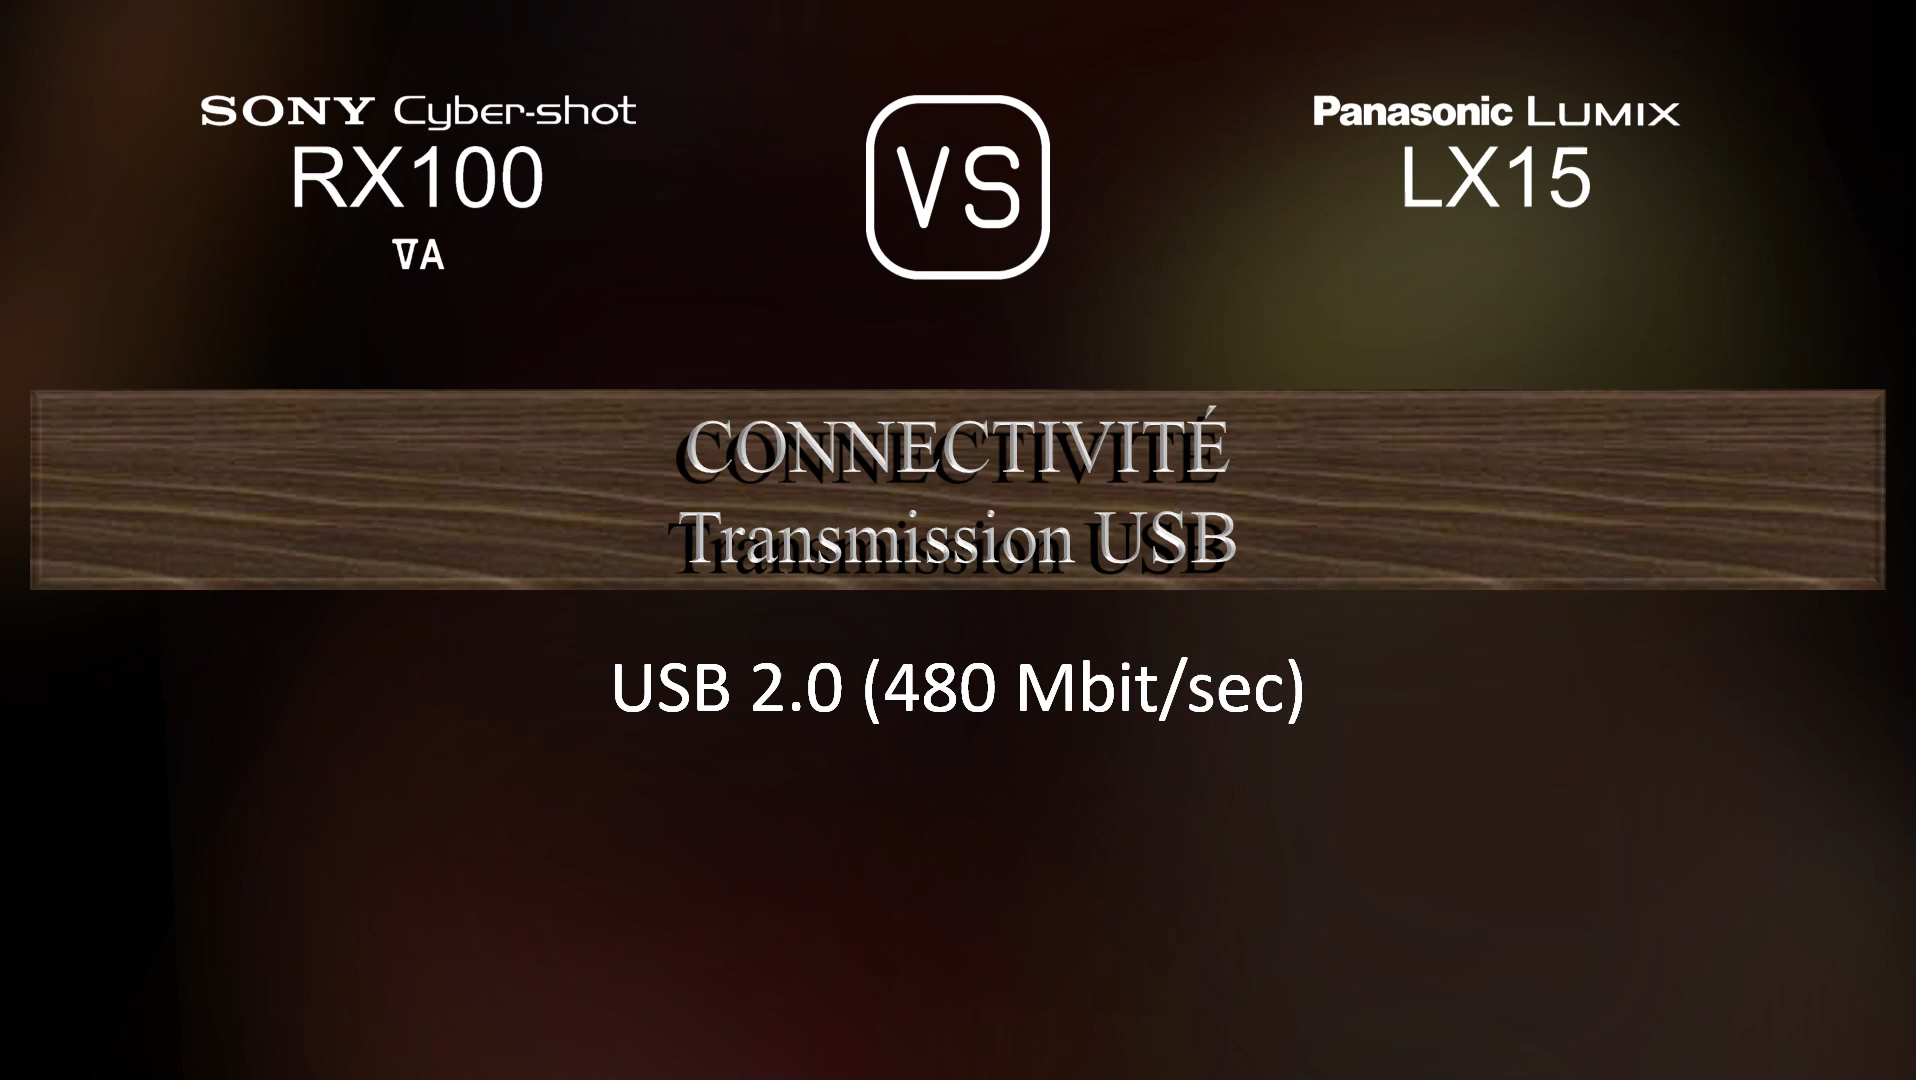 SONY Cyber-shot
RX100
VA
VS
Panasonic LUMIX
LX15
CONNECTIVITÉ
Transmission USB
USB 2.0 (480 Mbit/sec)